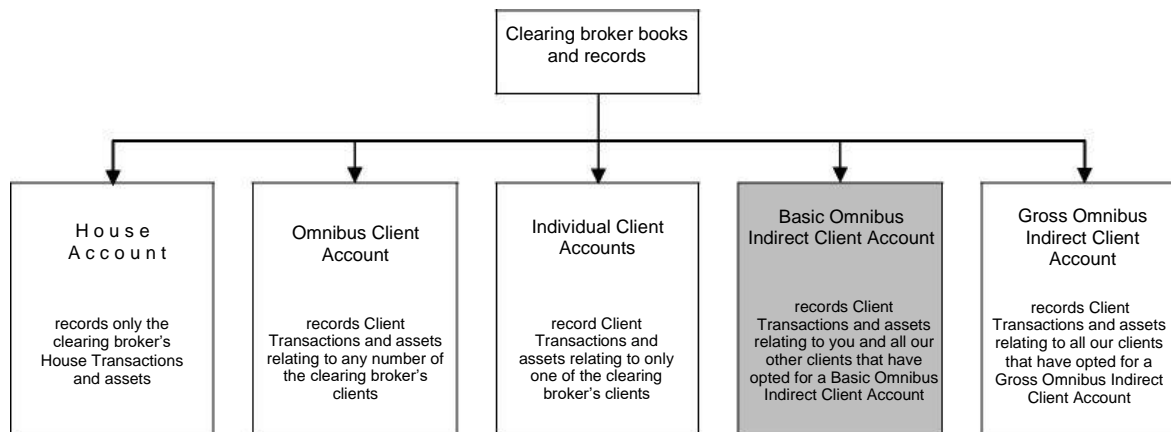 Clearing broker books
and records
House
Account
records only the
clearing broker's
House Transactions
and assets
Omnibus Client
Account
records Client
Transactions and assets
relating to any number of
the clearing broker's
clients
Individual Client
Accounts
record Client
Transactions and
assets relating to only
one of the clearing
broker's clients
Basic Omnibus
Indirect Client Account
records Client
Transactions and assets
relating to you and all our
other clients that have
opted for a Basic Omnibus
Indirect Client Account
Gross Omnibus
Indirect Client
Account
records Client
Transactions and assets
relating to all our clients
that have opted for a
Gross Omnibus Indirect
Client Account